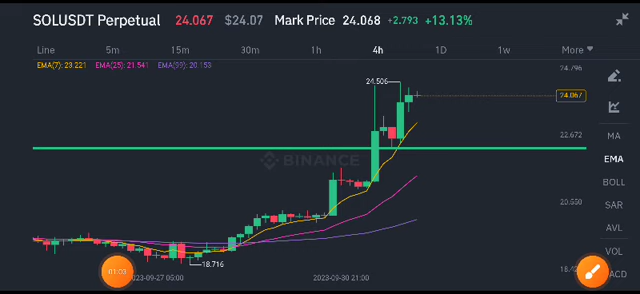 SOLUSDT Perpetual 24.067 $24.07 Mark Price 24.068 +2.793 +13.13%
Line 5m 15m 30m 1h 4h 1D 1w More
EMA(7): 23.221 EMA(25): 21.541 EMA(99): 20.153
24.796
24.506
24.067
22.672
MA
BINANCE
EMA
BOLL
20.550
SAR
AVL
18.716
VOL
01:03
2023-09-27 05:00 2023-09-30 21:00